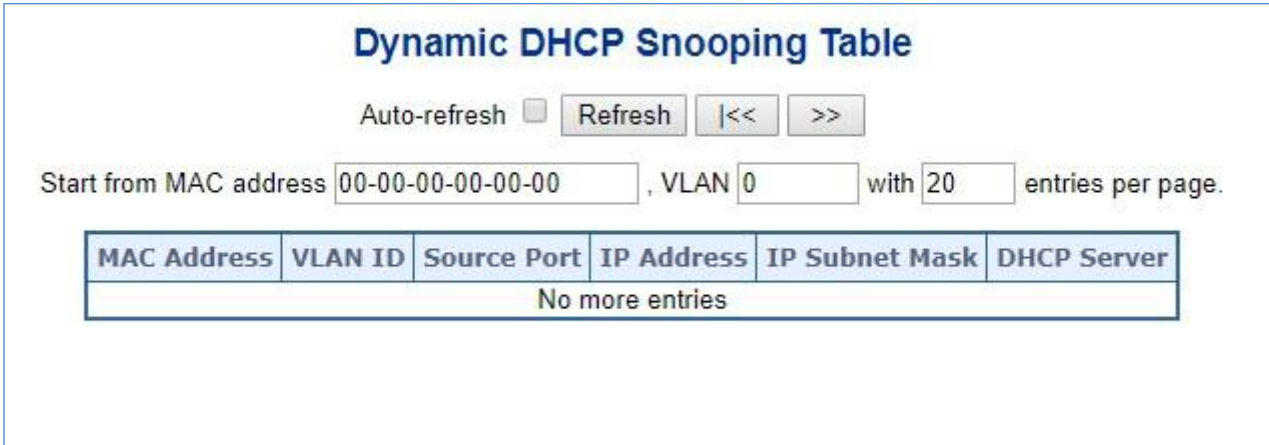 Dynamic DHCP Snooping Table
Auto-refresh Refresh |<< >>
Start from MAC address 00-00-00-00-00-00 , VLAN 0 with 20 entries per page.
MAC Address VLAN ID Source Port IP Address IP Subnet Mask DHCP Server
No more entries